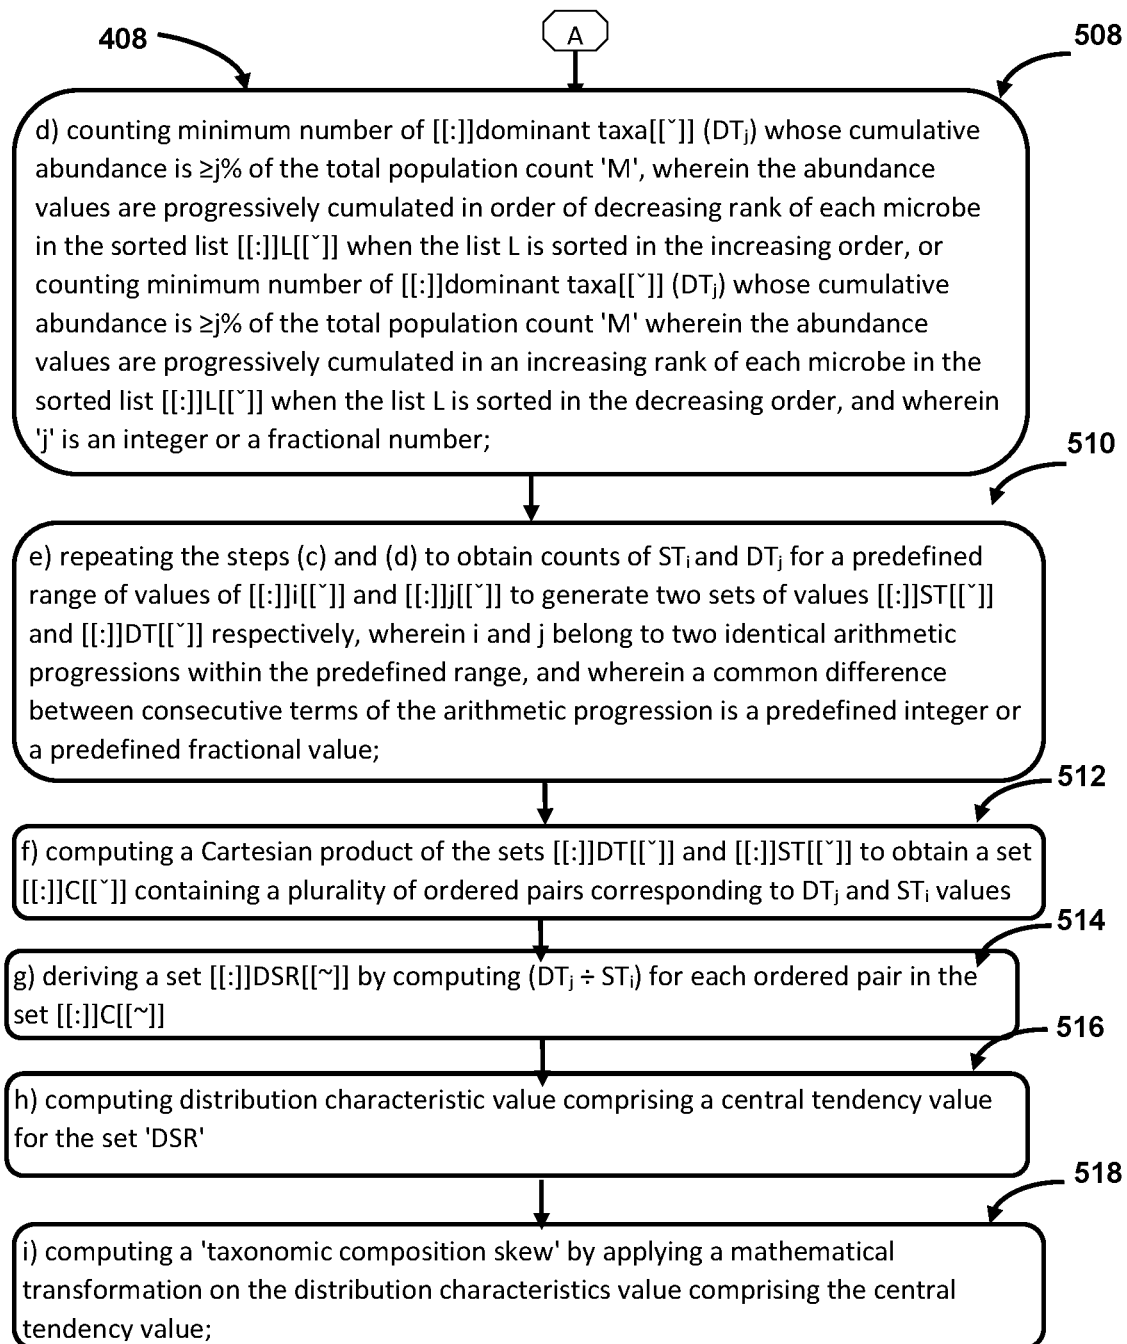 408
A
508
d) counting minimum number of [[:]]dominant taxa[[ˇ]] (DTⱼ) whose cumulative
abundance is ≥j% of the total population count 'M', wherein the abundance
values are progressively cumulated in order of decreasing rank of each microbe
in the sorted list [[:]]L[[ˇ]] when the list L is sorted in the increasing order, or
counting minimum number of [[:]]dominant taxa[[ˇ]] (DTⱼ) whose cumulative
abundance is ≥j% of the total population count 'M' wherein the abundance
values are progressively cumulated in an increasing rank of each microbe in the
sorted list [[:]]L[[ˇ]] when the list L is sorted in the decreasing order, and wherein
'j' is an integer or a fractional number;
510
e) repeating the steps (c) and (d) to obtain counts of STᵢ and DTⱼ for a predefined
range of values of [[:]]i[[ˇ]] and [[:]]j[[ˇ]] to generate two sets of values [[:]]ST[[ˇ]]
and [[:]]DT[[ˇ]] respectively, wherein i and j belong to two identical arithmetic
progressions within the predefined range, and wherein a common difference
between consecutive terms of the arithmetic progression is a predefined integer or
a predefined fractional value;
512
f) computing a Cartesian product of the sets [[:]]DT[[ˇ]] and [[:]]ST[[ˇ]] to obtain a set
[[:]]C[[ˇ]] containing a plurality of ordered pairs corresponding to DTⱼ and STᵢ values
514
g) deriving a set [[:]]DSR[[~]] by computing (DTⱼ ÷ STᵢ) for each ordered pair in the
set [[:]]C[[~]]
516
h) computing distribution characteristic value comprising a central tendency value
for the set 'DSR'
518
i) computing a 'taxonomic composition skew' by applying a mathematical
transformation on the distribution characteristics value comprising the central
tendency value;